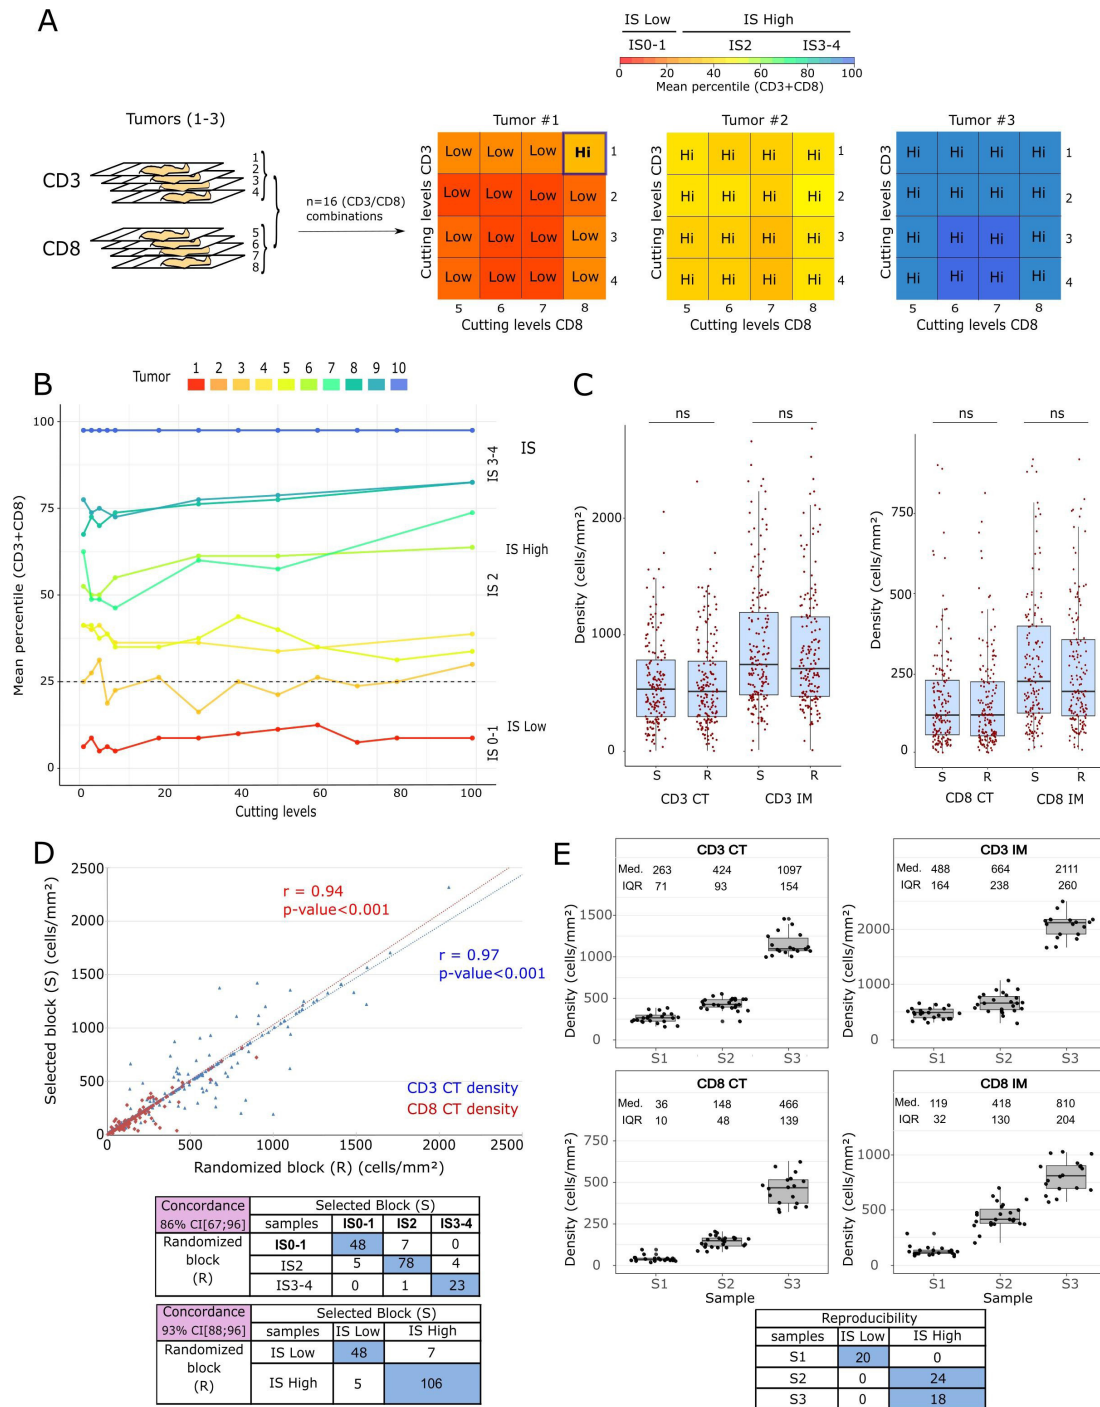 A
IS Low IS High
IS0-1 IS2 IS3-4
0 20 40 60 80 100
Mean percentile (CD3+CD8)
Tumors (1-3)
CD3
1
2
3
4
CD8
5
6
7
8
n=16 (CD3/CD8)
combinations
Tumor #1
Cutting levels CD3
Low Low Low Hi 1
Low Low Low Low 2
Low Low Low Low 3
Low Low Low Low 4
5 6 7 8
Cutting levels CD8
Tumor #2
Cutting levels CD3
Hi Hi Hi Hi 1
Hi Hi Hi Hi 2
Hi Hi Hi Hi 3
Hi Hi Hi Hi 4
5 6 7 8
Cutting levels CD8
Tumor #3
Cutting levels CD3
Hi Hi Hi Hi 1
Hi Hi Hi Hi 2
Hi Hi Hi Hi 3
Hi Hi Hi Hi 4
5 6 7 8
Cutting levels CD8
B
Tumor 1 2 3 4 5 6 7 8 9 10
Mean percentile (CD3+CD8)
100
75
50
25
0
0 20 40 60 80 100
Cutting levels
IS
IS 3-4
IS High
IS 2
IS Low
IS 0-1
C
ns ns
Density (cells/mm²)
2000
1000
0
S R S R
CD3 CT CD3 IM
ns ns
Density (cells/mm²)
750
500
250
0
S R S R
CD8 CT CD8 IM
D
Selected block (S) (cells/mm²)
2500
2000
1500
1000
500
0
r = 0.94
p-value<0.001
r = 0.97
p-value<0.001
CD3 CT density
CD8 CT density
0 500 1000 1500 2000 2500
Randomized block (R) (cells/mm²)
Concordance
86% CI[67;96]
Selected Block (S)
samples IS0-1 IS2 IS3-4
Randomized
block
(R)
IS0-1 48 7 0
IS2 5 78 4
IS3-4 0 1 23
Concordance
93% CI[88;96]
Selected Block (S)
samples IS Low IS High
Randomized
block
(R)
IS Low 48 7
IS High 5 106
E
CD3 CT
Med. 263 424 1097
IQR 71 93 154
Density (cells/mm²)
1500
1000
500
0
S1 S2 S3
CD3 IM
Med. 488 664 2111
IQR 164 238 260
Density (cells/mm²)
2000
1000
0
S1 S2 S3
CD8 CT
Med. 36 148 466
IQR 10 48 139
Density (cells/mm²)
750
500
250
0
S1 S2 S3
CD8 IM
Med. 119 418 810
IQR 32 130 204
Density (cells/mm²)
1000
500
0
S1 S2 S3
Sample
Reproducibility
samples IS Low IS High
S1 20 0
S2 0 24
S3 0 18